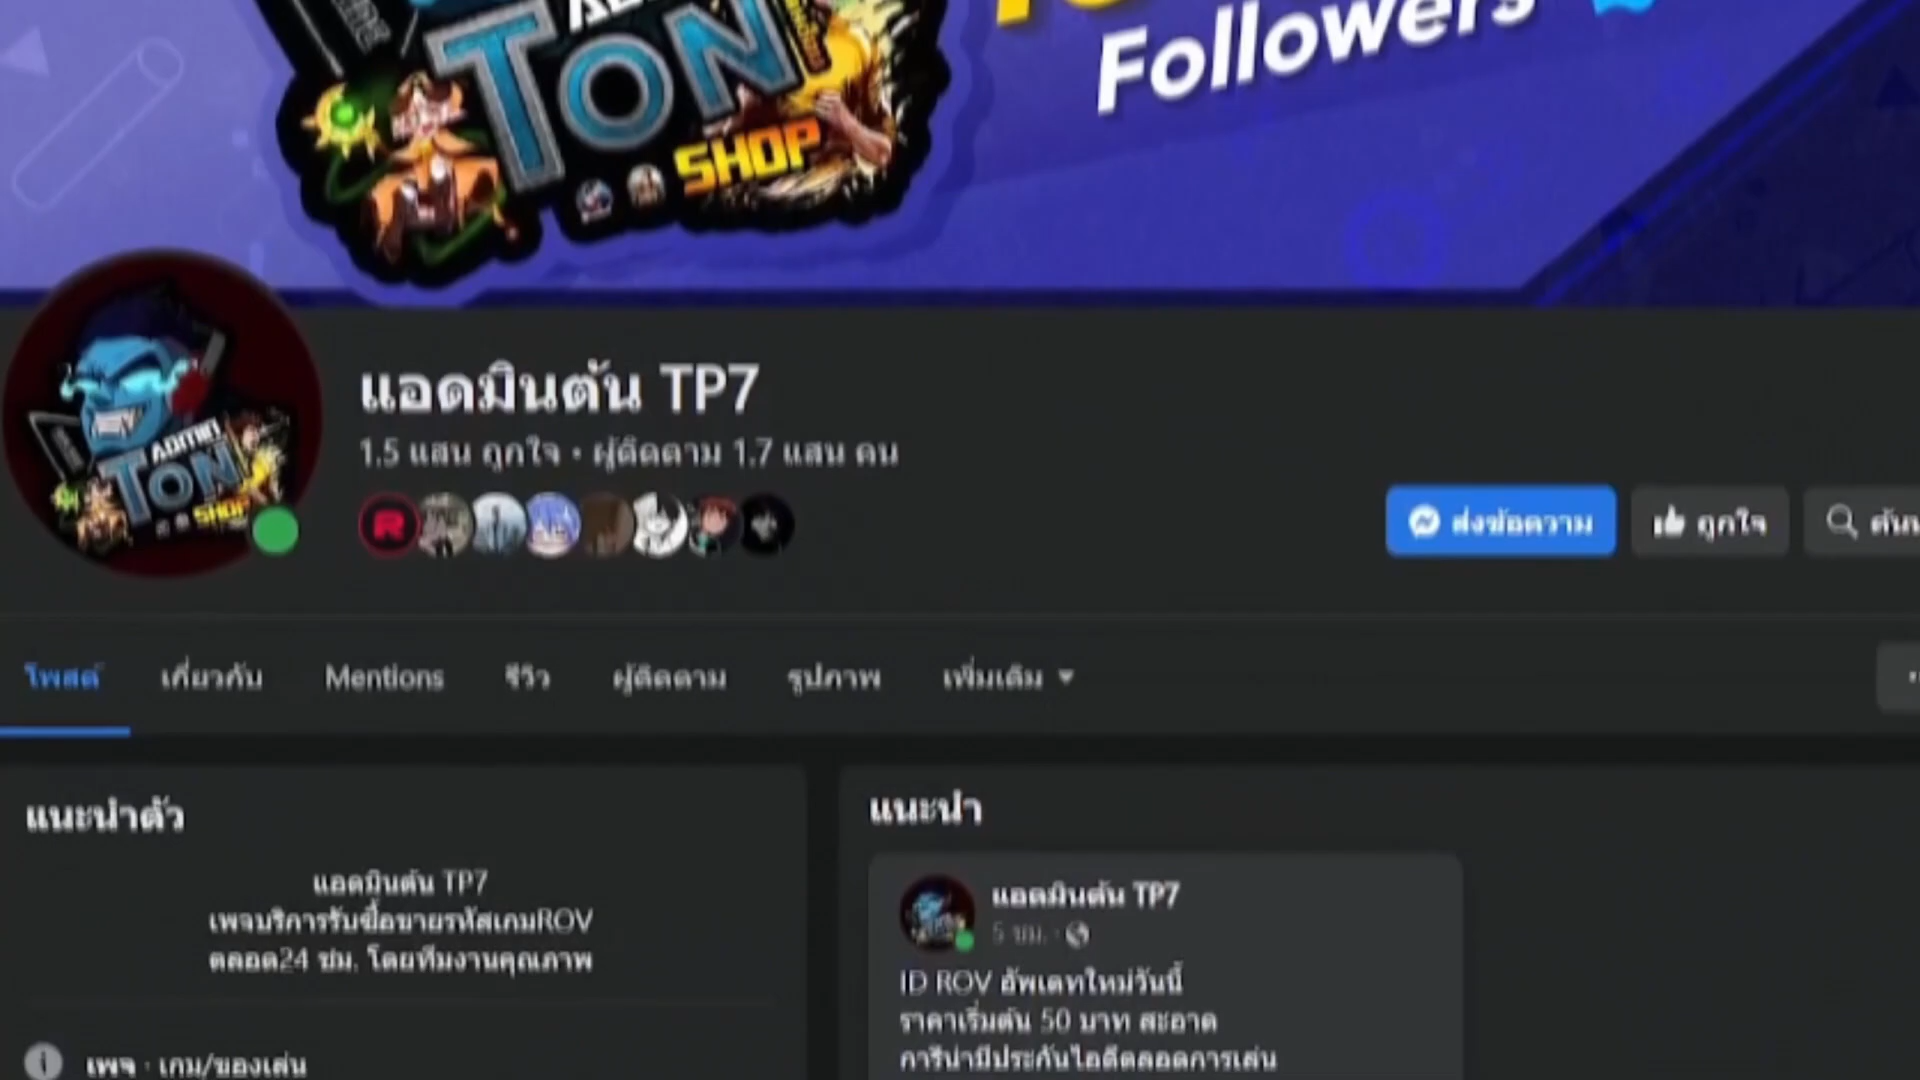 TON
SHOP
Followers
ADMIN
TON
SHOP
แอดมินต้น TP7
1.5 แสน ถูกใจ • ผู้ติดตาม 1.7 แสน คน
ส่งข้อความ
ถูกใจ
โพสต์
เกี่ยวกับ
Mentions
รีวิว
ผู้ติดตาม
รูปภาพ
เพิ่มเติม
แนะนำตัว
แอดมินต้น TP7
เพจบริการรับซื้อขายรหัสเกมROV
ตลอด24 ชม. โดยทีมงานคุณภาพ
เพจ · เกม/ของเล่น
แนะนำ
แอดมินต้น TP7
5 ชม. ·
ID ROV อัพเดทใหม่วันนี้
ราคาเริ่มต้น 50 บาท สะอาด
การีน่ามีประกันไอดีตลอดการเล่น